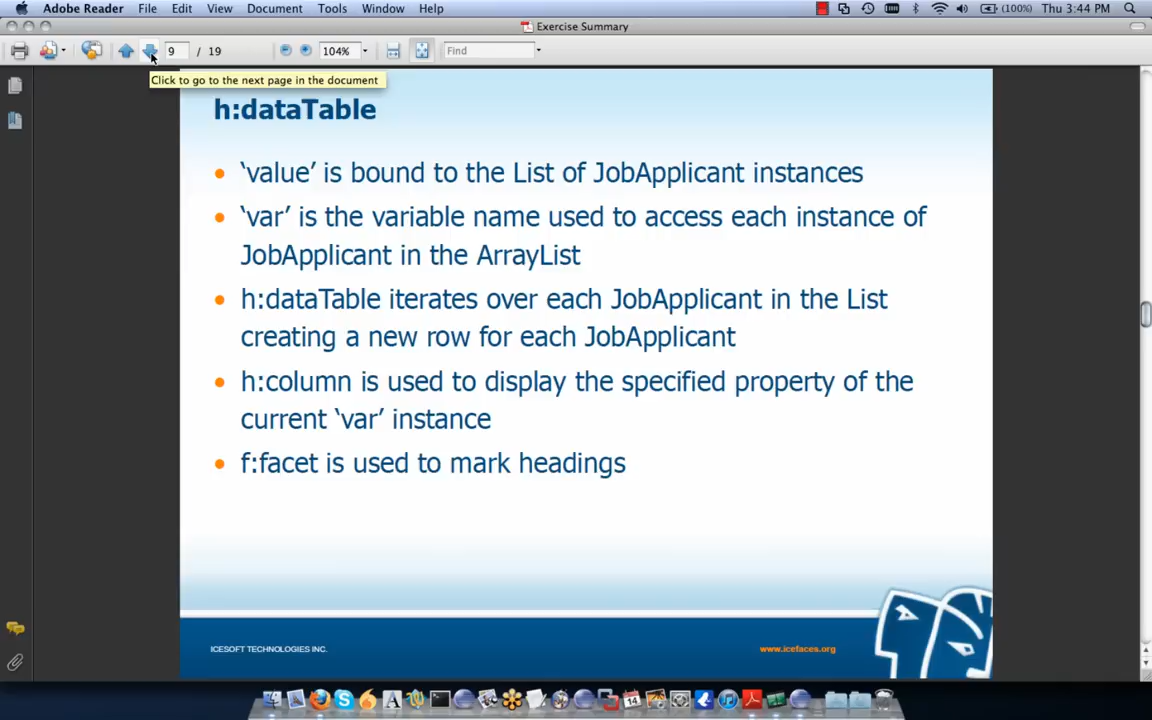 Adobe Reader File Edit View Document Tools Window Help (100%) Thu 3:44 PM
Exercise Summary
9 / 19 104% Find
Click to go to the next page in the document
h:dataTable
• ‘value’ is bound to the List of JobApplicant instances
• ‘var’ is the variable name used to access each instance of
JobApplicant in the ArrayList
• h:dataTable iterates over each JobApplicant in the List
creating a new row for each JobApplicant
• h:column is used to display the specified property of the
current ‘var’ instance
• f:facet is used to mark headings
ICESOFT TECHNOLOGIES INC. www.icefaces.org
14